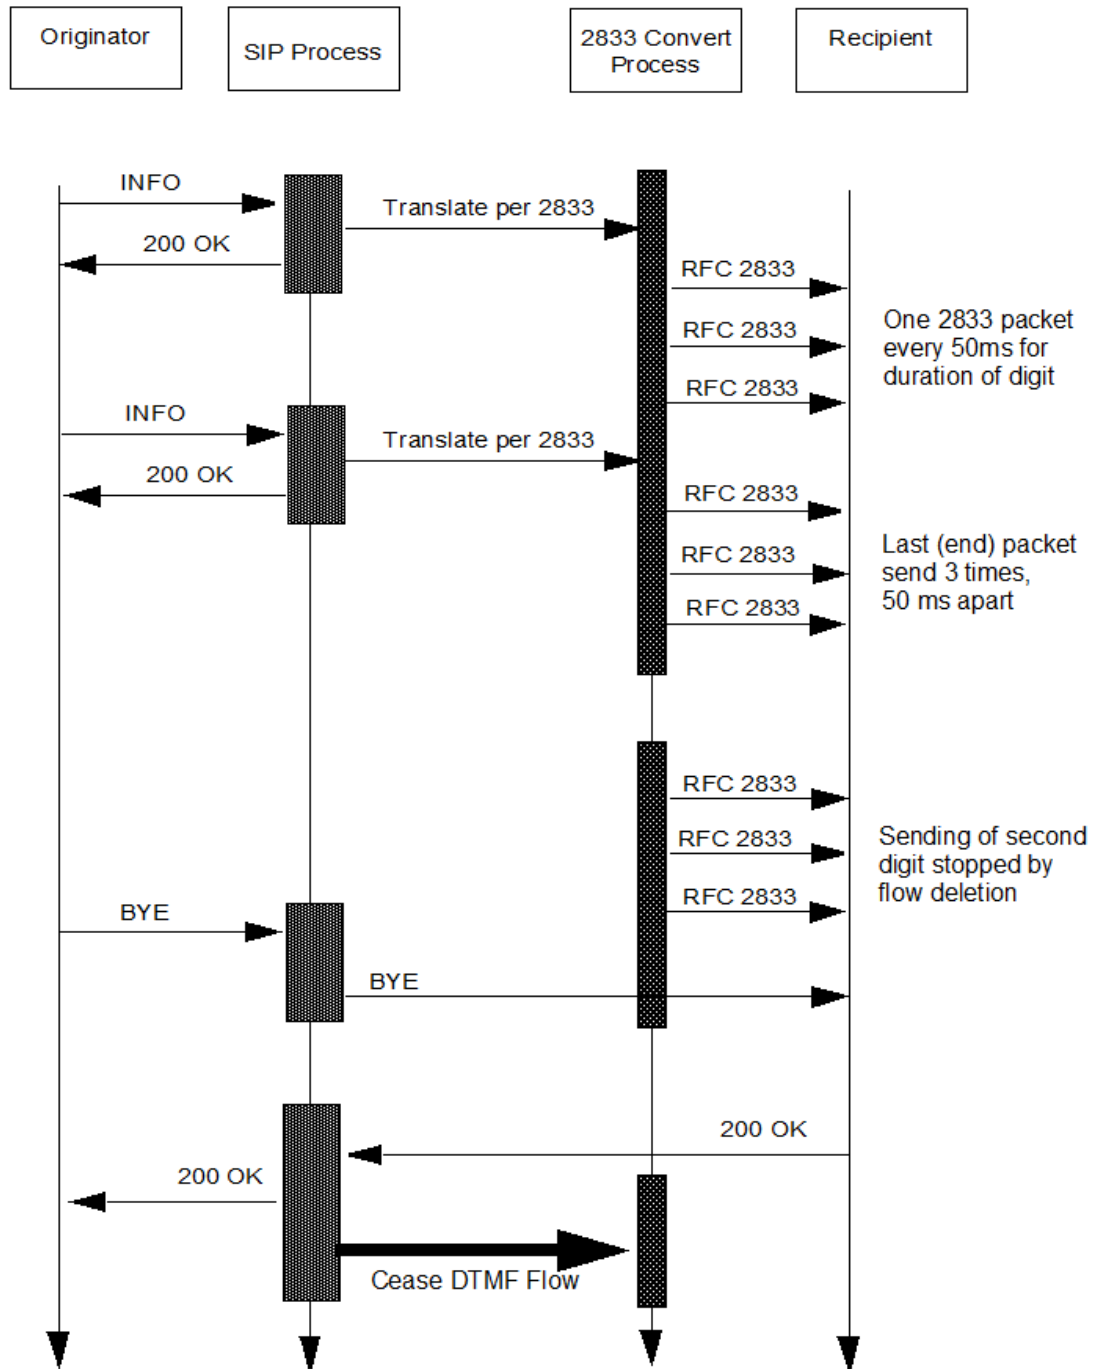 Originator
SIP Process
2833 Convert
Process
Recipient
INFO
Translate per 2833
200 OK
RFC 2833
RFC 2833
RFC 2833
One 2833 packet
every 50ms for
duration of digit
INFO
Translate per 2833
200 OK
RFC 2833
RFC 2833
RFC 2833
Last (end) packet
send 3 times,
50 ms apart
RFC 2833
RFC 2833
RFC 2833
Sending of second
digit stopped by
flow deletion
BYE
BYE
200 OK
200 OK
Cease DTMF Flow